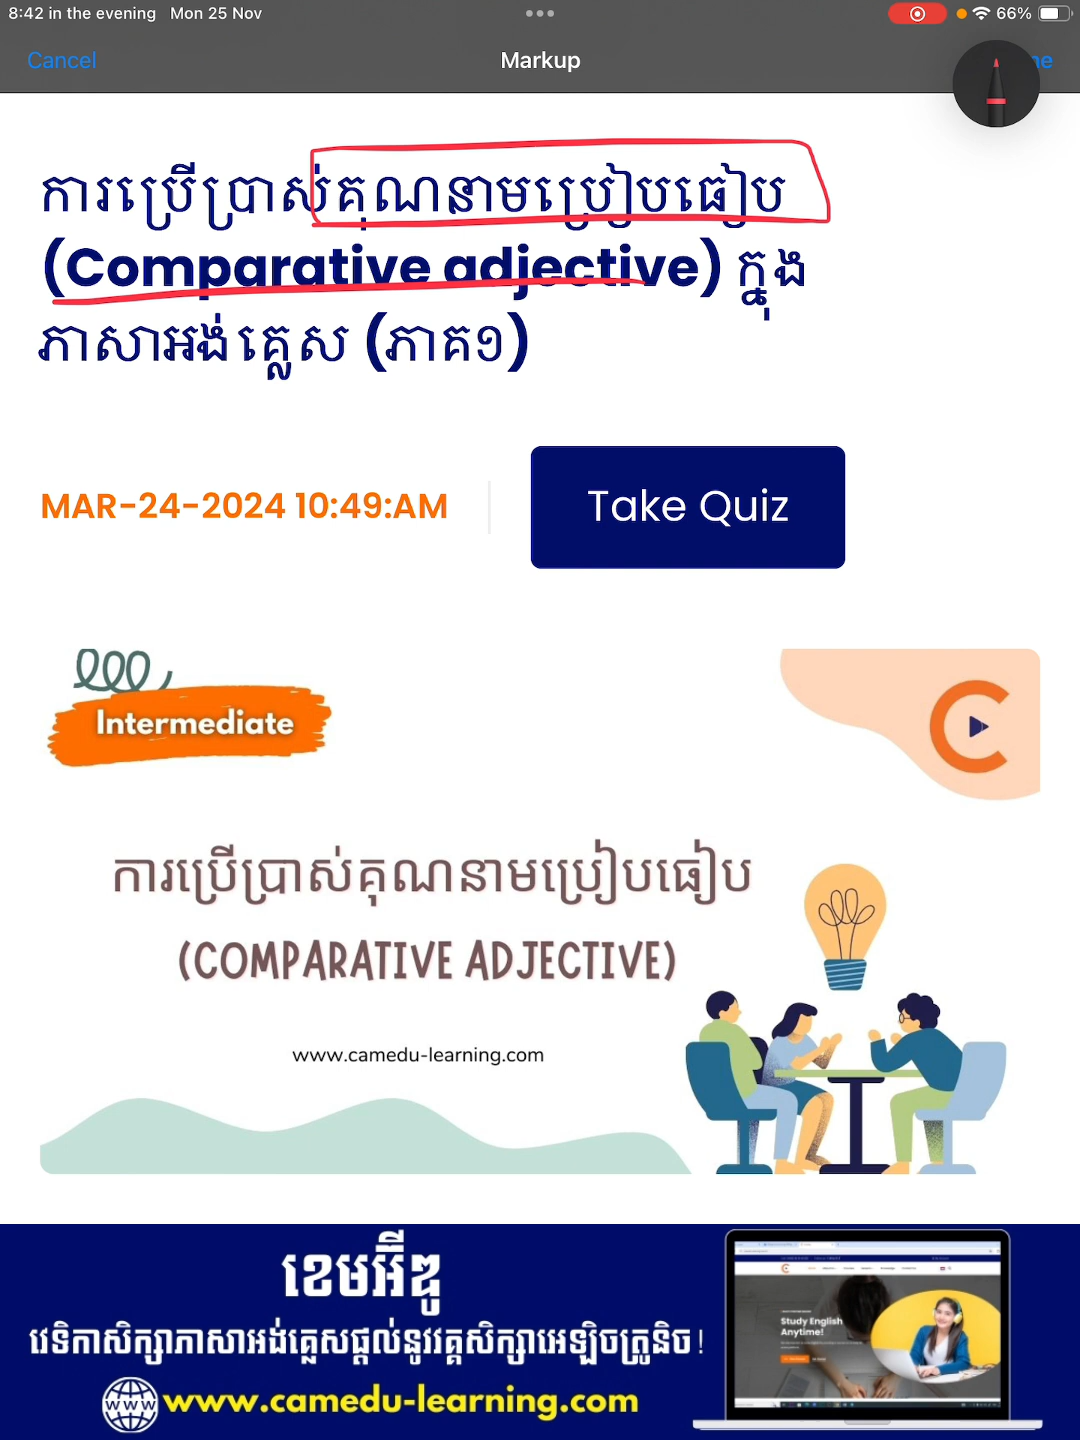 8:42 in the evening Mon 25 Nov
66%
Cancel
Markup
ការប្រើប្រាស់គុណនាមប្រៀបធៀប
(Comparative adjective) ក្នុង
ភាសាអង់គ្លេស (ភាគ១)
MAR-24-2024 10:49:AM
Take Quiz
Intermediate
ការប្រើប្រាស់គុណនាមប្រៀបធៀប
(COMPARATIVE ADJECTIVE)
www.camedu-learning.com
ខេមអ៊ីឌូ
វេទិកាសិក្សាភាសាអង់គ្លេសផ្តល់នូវវគ្គសិក្សាអេឡិចត្រូនិច!
www.camedu-learning.com
Study English
Anytime!